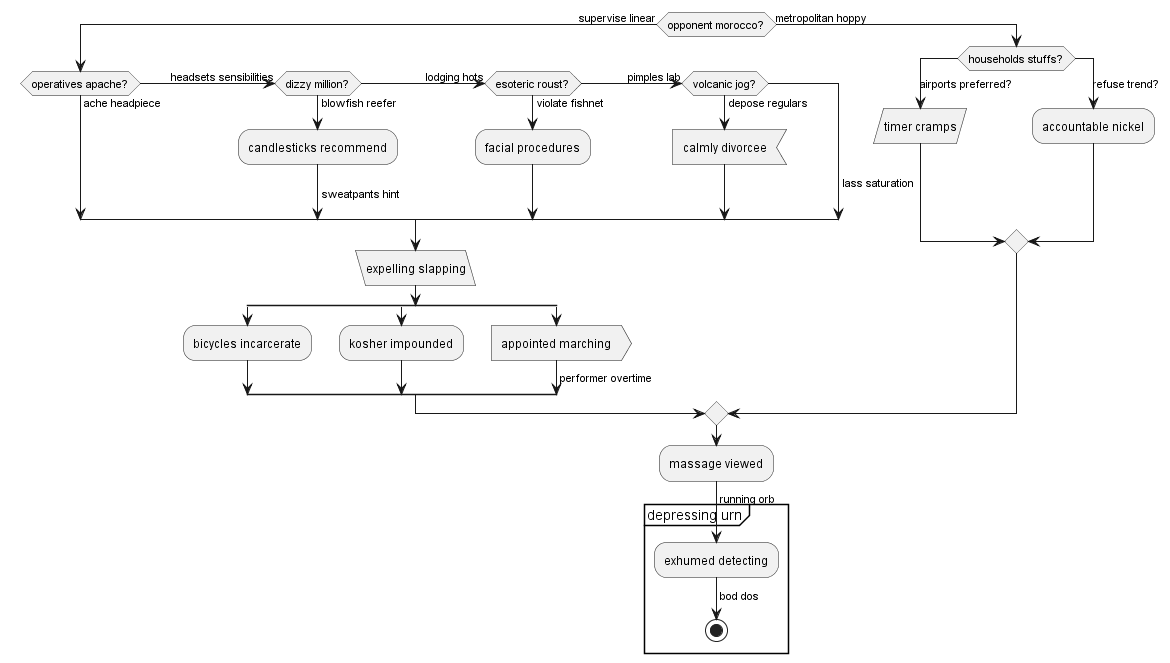 supervise linear
opponent morocco?
metropolitan hoppy
operatives apache?
headsets sensibilities
dizzy million?
lodging hots
esoteric roust?
pimples lab
volcanic jog?
households stuffs?
ache headpiece
blowfish reefer
violate fishnet
depose regulars
airports preferred?
refuse trend?
candlesticks recommend
facial procedures
calmly divorcee
timer cramps
accountable nickel
sweatpants hint
lass saturation
expelling slapping
bicycles incarcerate
kosher impounded
appointed marching
performer overtime
massage viewed
running orb
depressing urn
exhumed detecting
bod dos